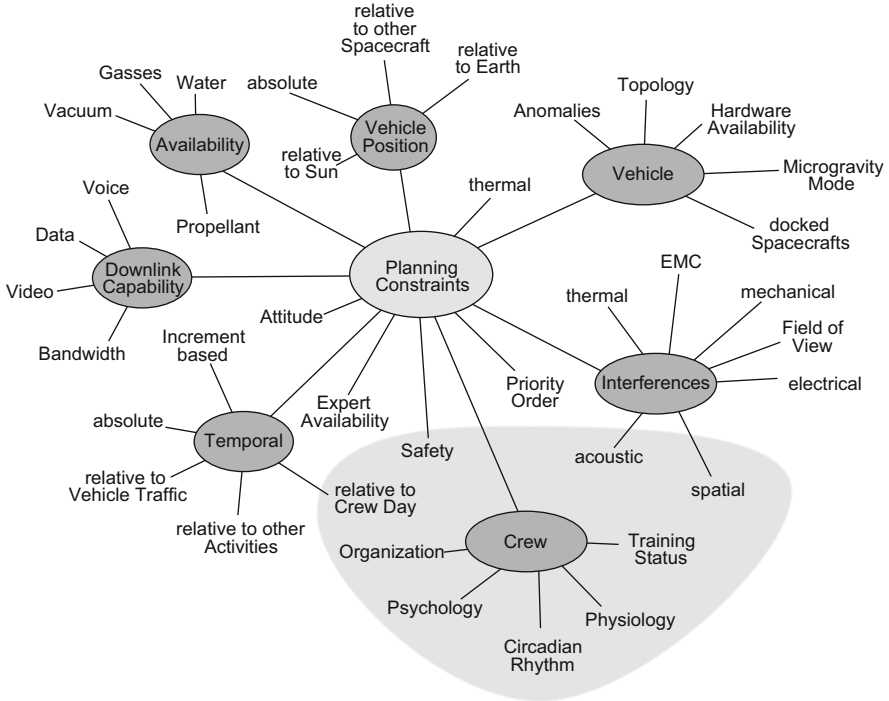 relative
to other
Spacecraft
relative
to Earth
absolute
Vehicle
Position
relative
to Sun
Gasses
Water
Vacuum
Availability
Propellant
Topology
Anomalies
Hardware
Availability
Vehicle
Microgravity
Mode
docked
Spacecrafts
thermal
Planning
Constraints
Voice
Data
Downlink
Capability
Video
Bandwidth
Attitude
EMC
thermal
mechanical
Field of
View
Interferences
electrical
acoustic
spatial
Increment
based
absolute
Temporal
relative to
Vehicle Traffic
relative to other
Activities
relative to
Crew Day
Expert
Availability
Safety
Priority
Order
Crew
Organization
Training
Status
Psychology
Physiology
Circadian
Rhythm